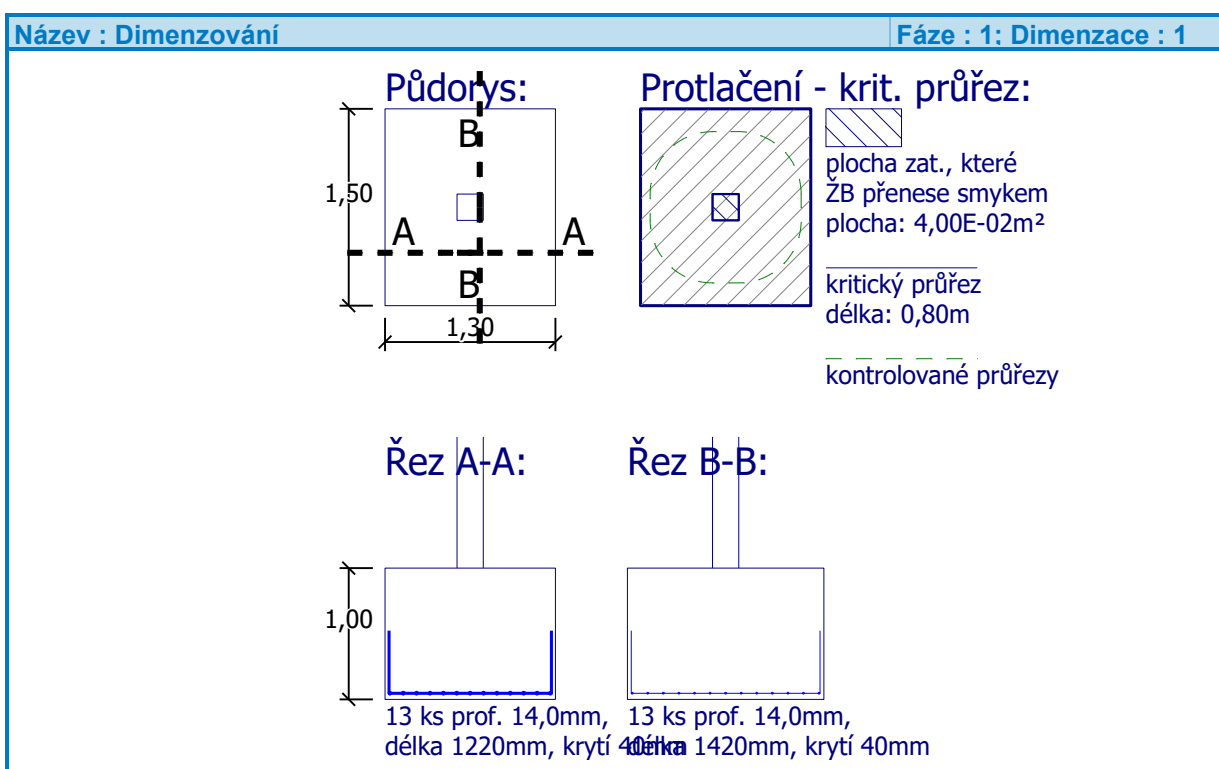 Název : Dimenzování
Fáze : 1; Dimenzace : 1
Půdorys:
B
1,50
A
A
B
1,30
Protlačení - krit. průřez:
plocha zat., které
ŽB přenese smykem
plocha: 4,00E-02m²
kritický průřez
délka: 0,80m
kontrolované průřezy
Řez A-A:
1,00
13 ks prof. 14,0mm,
délka 1220mm, krytí 40mm
Řez B-B:
13 ks prof. 14,0mm,
délka 1420mm, krytí 40mm